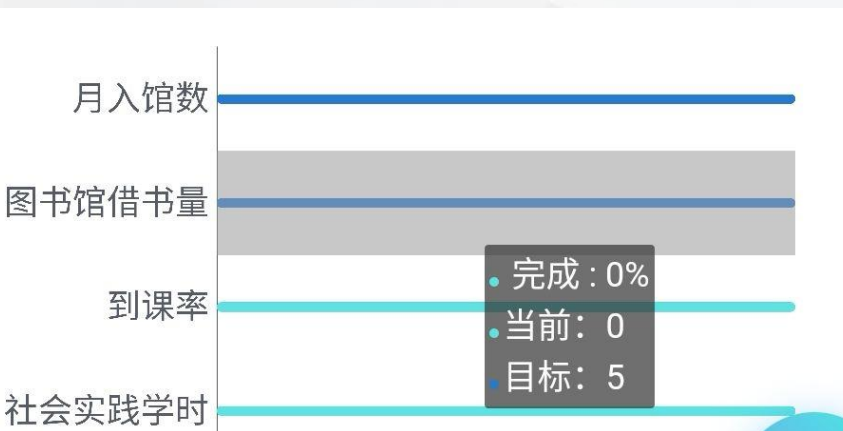 月入馆数
图书馆借书量
完成 : 0%
到课率
当前：0
目标：5
社会实践学时